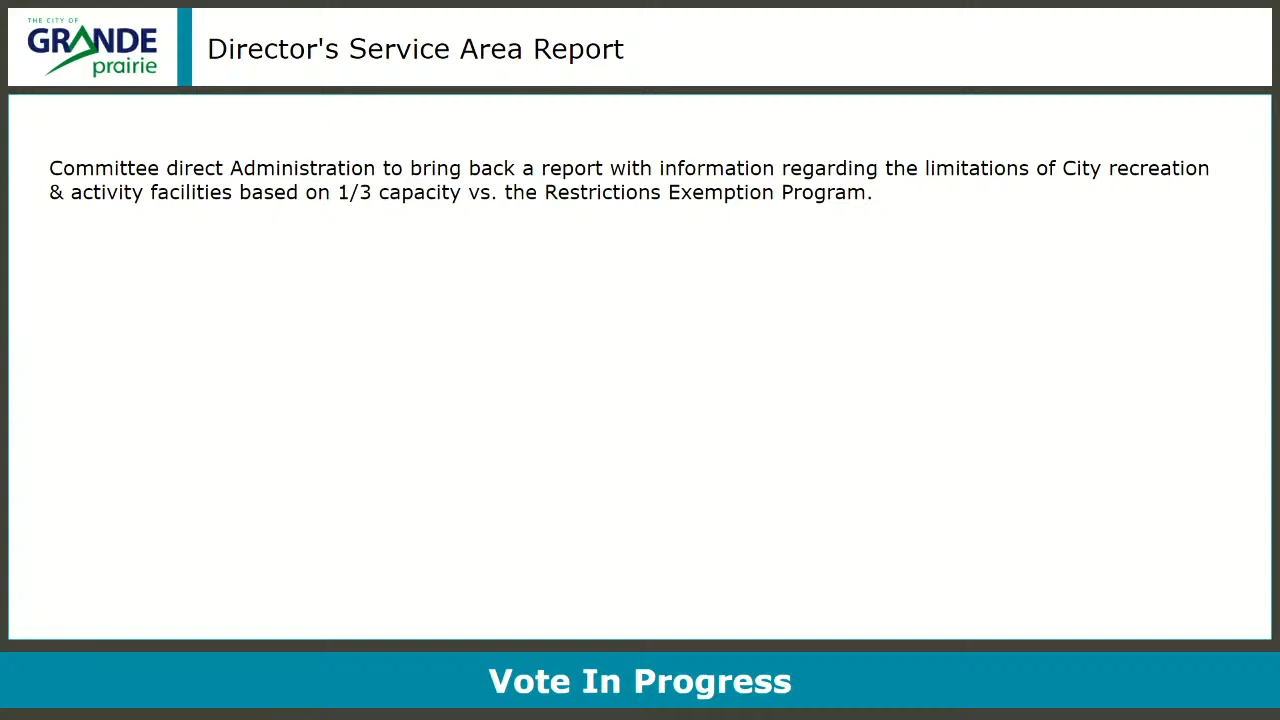 THE CITY OF
GRANDE
prairie
Director's Service Area Report
Committee direct Administration to bring back a report with information regarding the limitations of City recreation
& activity facilities based on 1/3 capacity vs. the Restrictions Exemption Program.
Vote In Progress